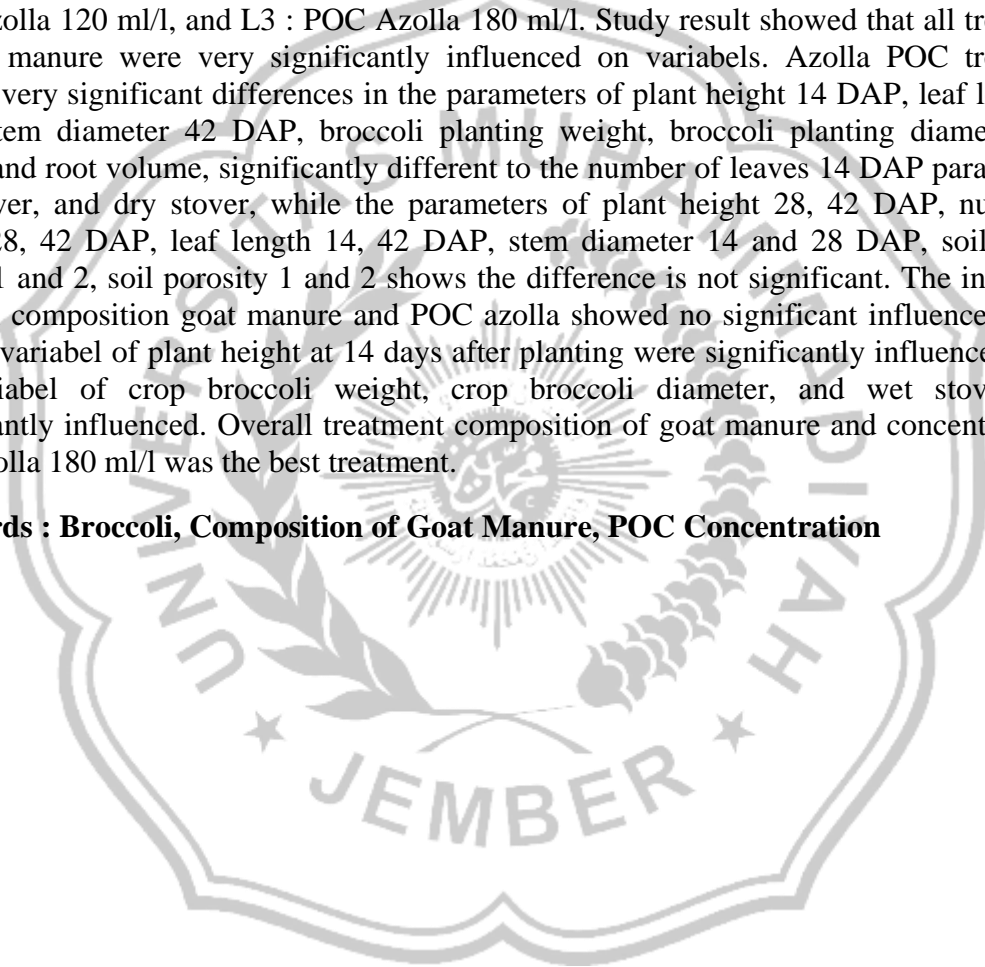 zolla 120 ml/l, and L3 : POC Azolla 180 ml/l. Study result showed that all tre
manure were very significantly influenced on variabels. Azolla POC tr
very significant differences in the parameters of plant height 14 DAP, leaf l
tem diameter 42 DAP, broccoli planting weight, broccoli planting diame
and root volume, significantly different to the number of leaves 14 DAP para
ver, and dry stover, while the parameters of plant height 28, 42 DAP, nu
28, 42 DAP, leaf length 14, 42 DAP, stem diameter 14 and 28 DAP, soil
1 and 2, soil porosity 1 and 2 shows the difference is not significant. The in
composition goat manure and POC azolla showed no significant influence
variabel of plant height at 14 days after planting were significantly influence
iabel of crop broccoli weight, crop broccoli diameter, and wet stov
antly influenced. Overall treatment composition of goat manure and concent
olla 180 ml/l was the best treatment.
rds : Broccoli, Composition of Goat Manure, POC Concentration
UNIVERSITAS MUHAMMADIYAH
JEMBER